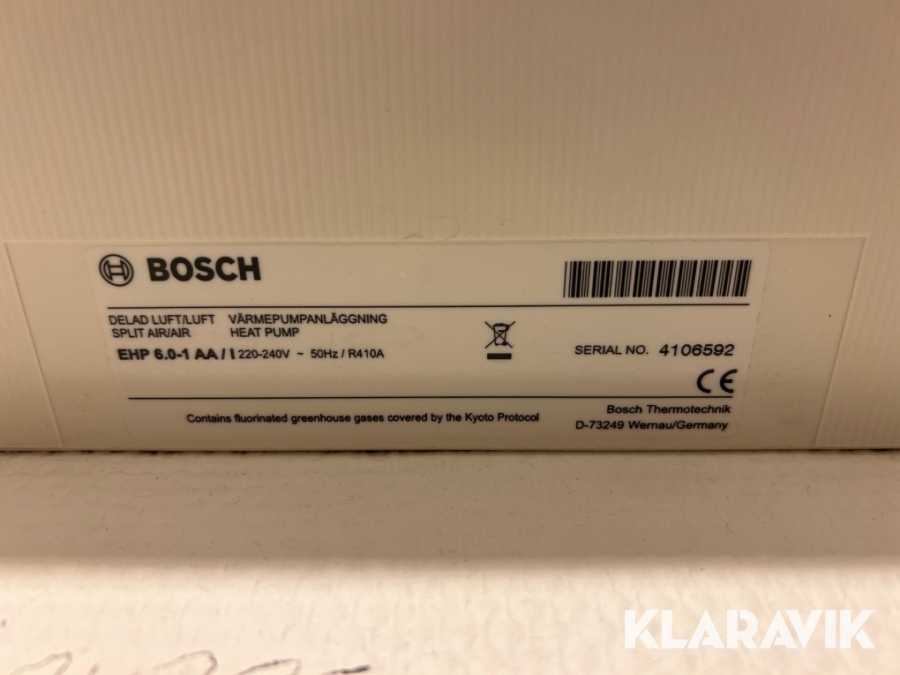 KLARAVIK
BOSCH
DELAD LUFT/LUFT VÄRMEPUMPANLÄGGNING
SPLIT AIR/AIR HEAT PUMP
EHP 6.0-1 AA / I 220-240V ~ 50Hz / R410A
SERIAL NO. 4106592
CE
Contains fluorinated greenhouse gases covered by the Kyoto Protocol
Bosch Thermotechnik
D-73249 Wernau/Germany
KLARAVIK